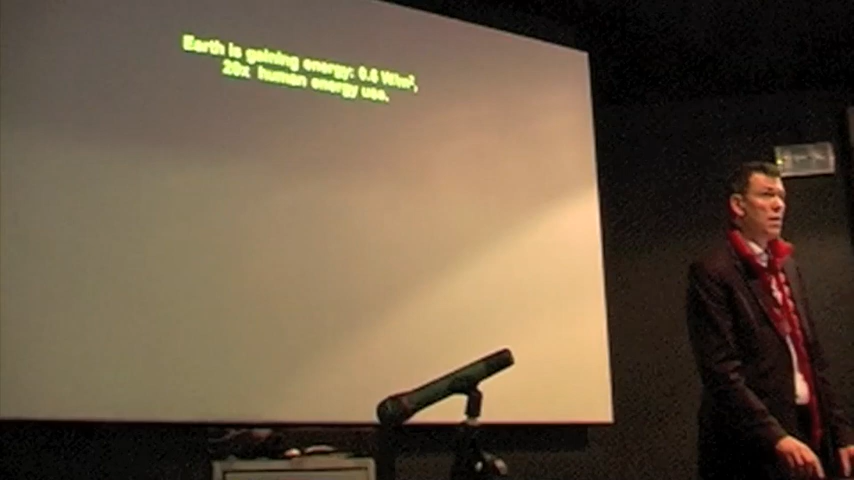 Earth is gaining energy: 0.6 W/m²,
20x human energy use.